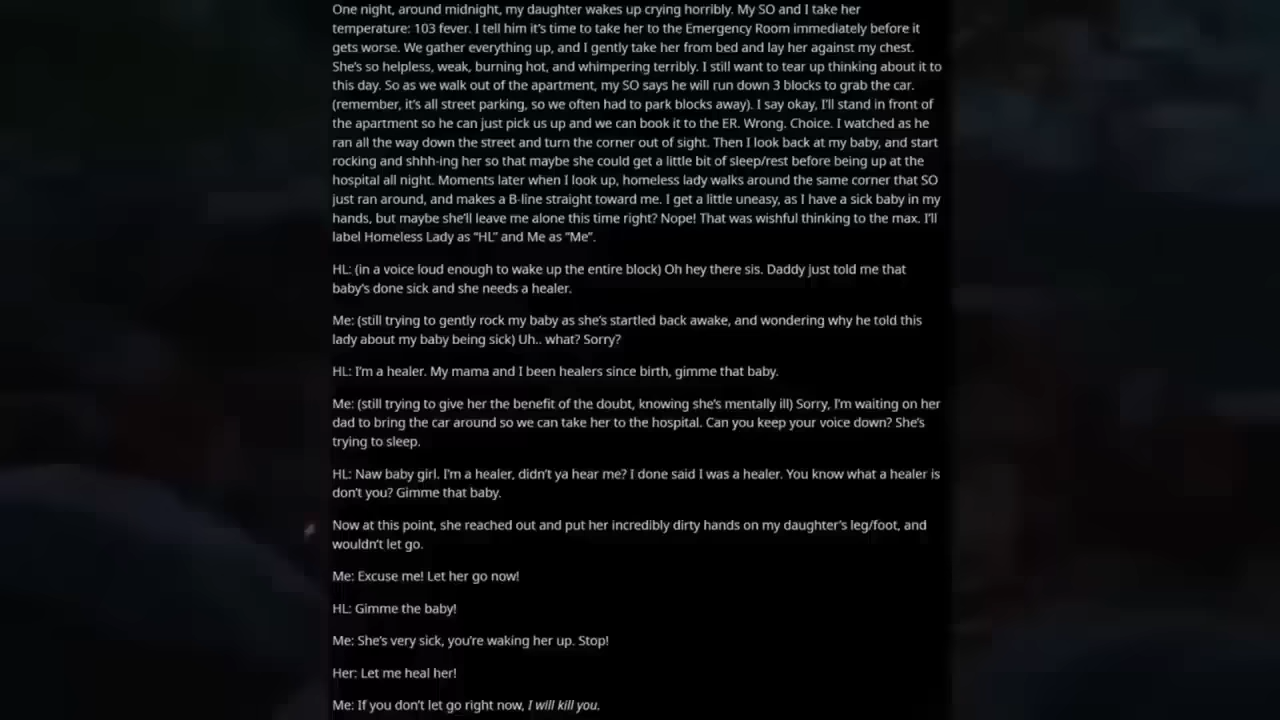 One night, around midnight, my daughter wakes up crying horribly. My SO and I take her
temperature: 103 fever. I tell him it’s time to take her to the Emergency Room immediately before it
gets worse. We gather everything up, and I gently take her from bed and lay her against my chest.
She’s so helpless, weak, burning hot, and whimpering terribly. I still want to tear up thinking about it to
this day. So as we walk out of the apartment, my SO says he will run down 3 blocks to grab the car.
(remember, it’s all street parking, so we often had to park blocks away). I say okay, I’ll stand in front of
the apartment so he can just pick us up and we can book it to the ER. Wrong. Choice. I watched as he
ran all the way down the street and turn the corner out of sight. Then I look back at my baby, and start
rocking and shhh-ing her so that maybe she could get a little bit of sleep/rest before being up at the
hospital all night. Moments later when I look up, homeless lady walks around the same corner that SO
just ran around, and makes a B-line straight toward me. I get a little uneasy, as I have a sick baby in my
hands, but maybe she’ll leave me alone this time right? Nope! That was wishful thinking to the max. I’ll
label Homeless Lady as “HL” and Me as “Me”.
HL: (in a voice loud enough to wake up the entire block) Oh hey there sis. Daddy just told me that
baby’s done sick and she needs a healer.
Me: (still trying to gently rock my baby as she’s startled back awake, and wondering why he told this
lady about my baby being sick) Uh.. what? Sorry?
HL: I’m a healer. My mama and I been healers since birth, gimme that baby.
Me: (still trying to give her the benefit of the doubt, knowing she’s mentally ill) Sorry, I’m waiting on her
dad to bring the car around so we can take her to the hospital. Can you keep your voice down? She’s
trying to sleep.
HL: Naw baby girl. I’m a healer, didn’t ya hear me? I done said I was a healer. You know what a healer is
don’t you? Gimme that baby.
Now at this point, she reached out and put her incredibly dirty hands on my daughter’s leg/foot, and
wouldn’t let go.
Me: Excuse me! Let her go now!
HL: Gimme the baby!
Me: She’s very sick, you’re waking her up. Stop!
Her: Let me heal her!
Me: If you don’t let go right now, I will kill you.